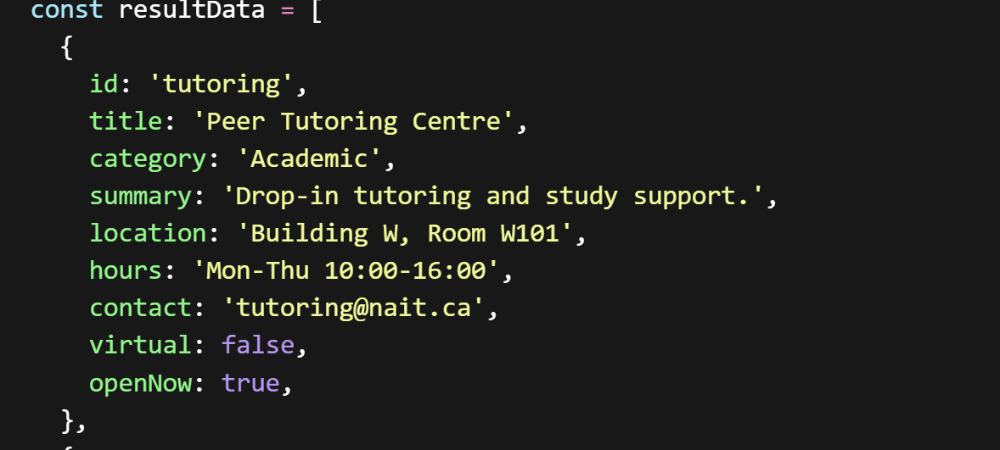 const resultData = [
{
id: 'tutoring',
title: 'Peer Tutoring Centre',
category: 'Academic',
summary: 'Drop-in tutoring and study support.',
location: 'Building W, Room W101',
hours: 'Mon-Thu 10:00-16:00',
contact: 'tutoring@nait.ca',
virtual: false,
openNow: true,
},
{